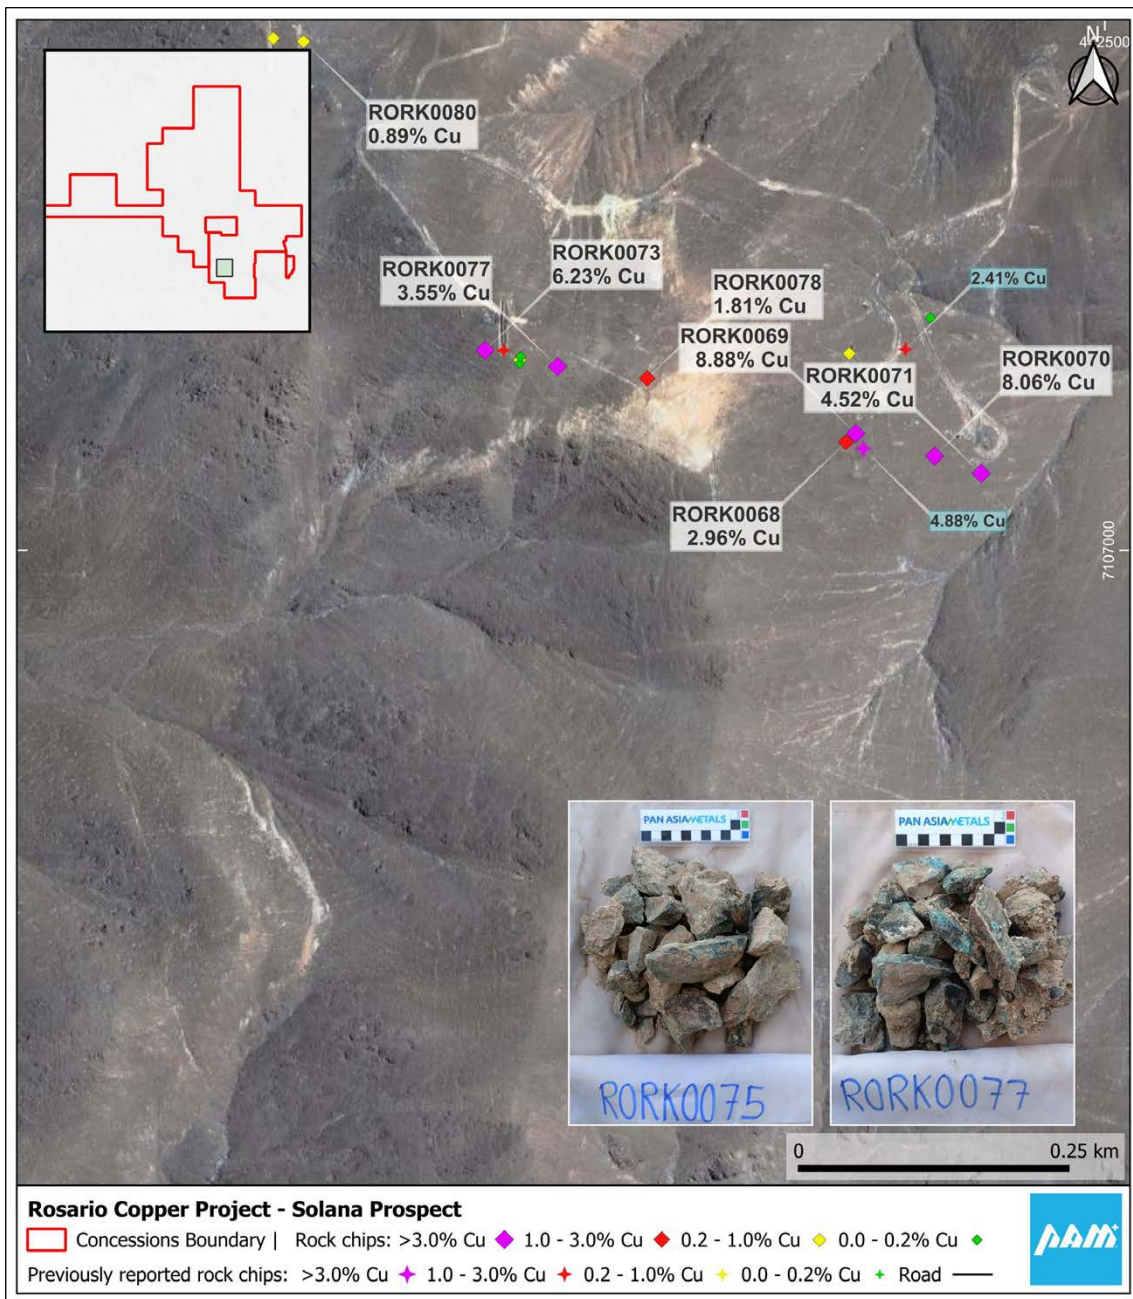 N
442500
RORK0080
0.89% Cu
RORK0073
6.23% Cu
RORK0077
3.55% Cu
RORK0078
1.81% Cu
2.41% Cu
RORK0069
8.88% Cu
RORK0071
4.52% Cu
RORK0070
8.06% Cu
RORK0068
2.96% Cu
4.88% Cu
7107000
PAN ASIA METALS
PAN ASIA METALS
RORK0075
RORK0077
0 0.25 km
Rosario Copper Project - Solana Prospect
Concessions Boundary | Rock chips: >3.0% Cu 1.0 - 3.0% Cu 0.2 - 1.0% Cu 0.0 - 0.2% Cu
Previously reported rock chips: >3.0% Cu 1.0 - 3.0% Cu 0.2 - 1.0% Cu 0.0 - 0.2% Cu Road
PAM